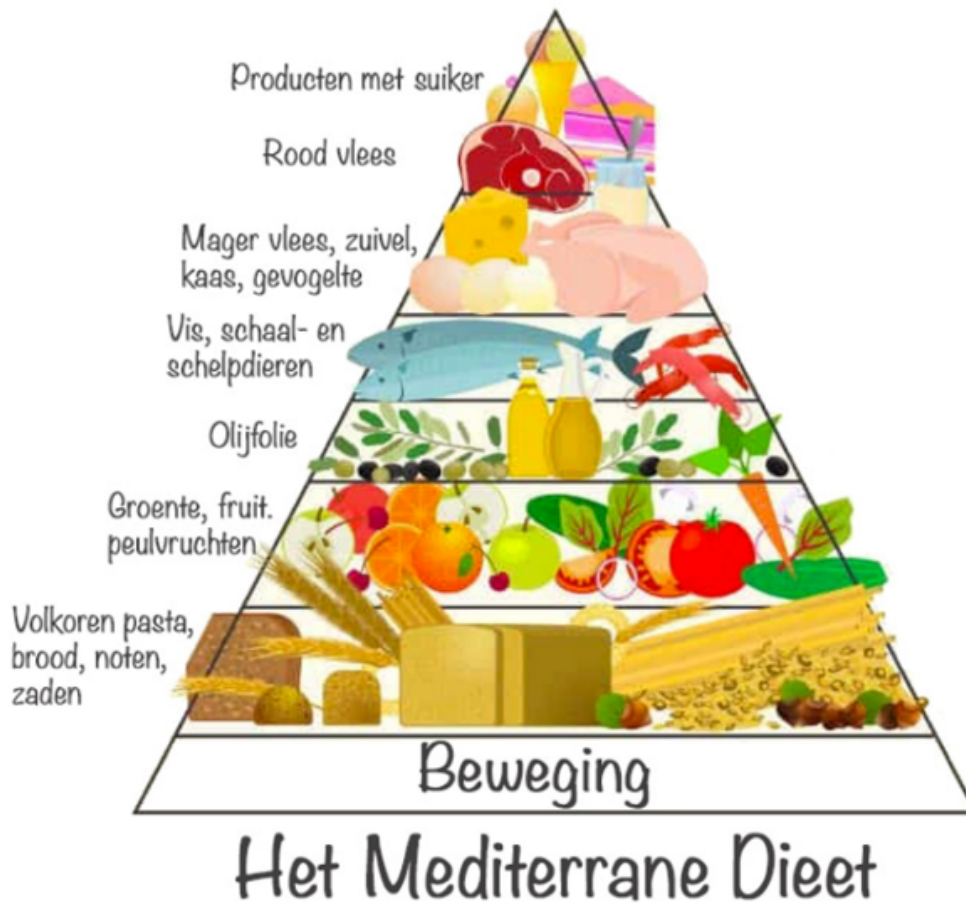 Producten met suiker
Rood vlees
Mager vlees, zuivel,
kaas, gevogelte
Vis, schaal- en
schelpdieren
Olijfolie
Groente, fruit.
peulvruchten
Volkoren pasta,
brood, noten,
zaden
Beweging
Het Mediterrane Dieet